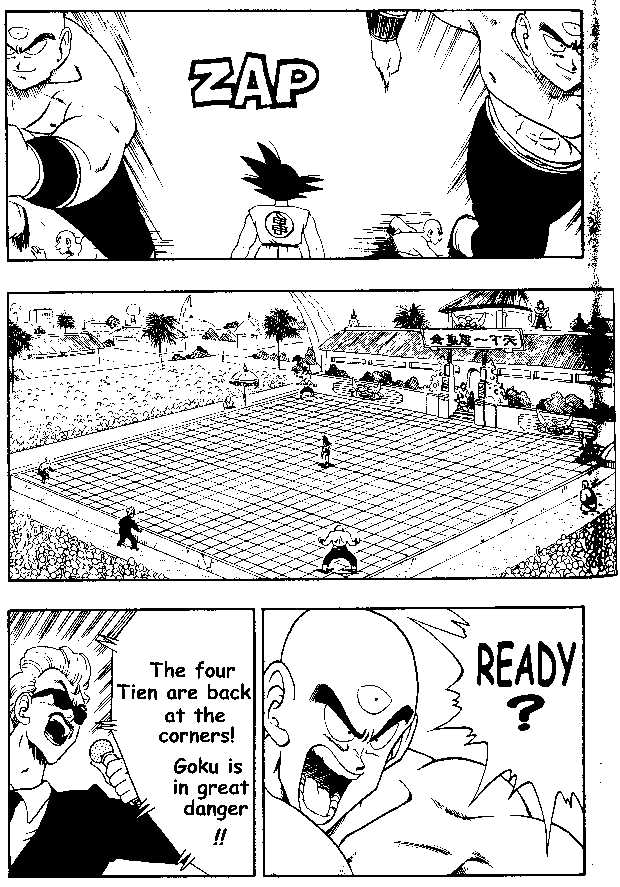 ZAP
The four
Tien are back
at the
corners!
Goku is
in great
danger
!!
READY
?